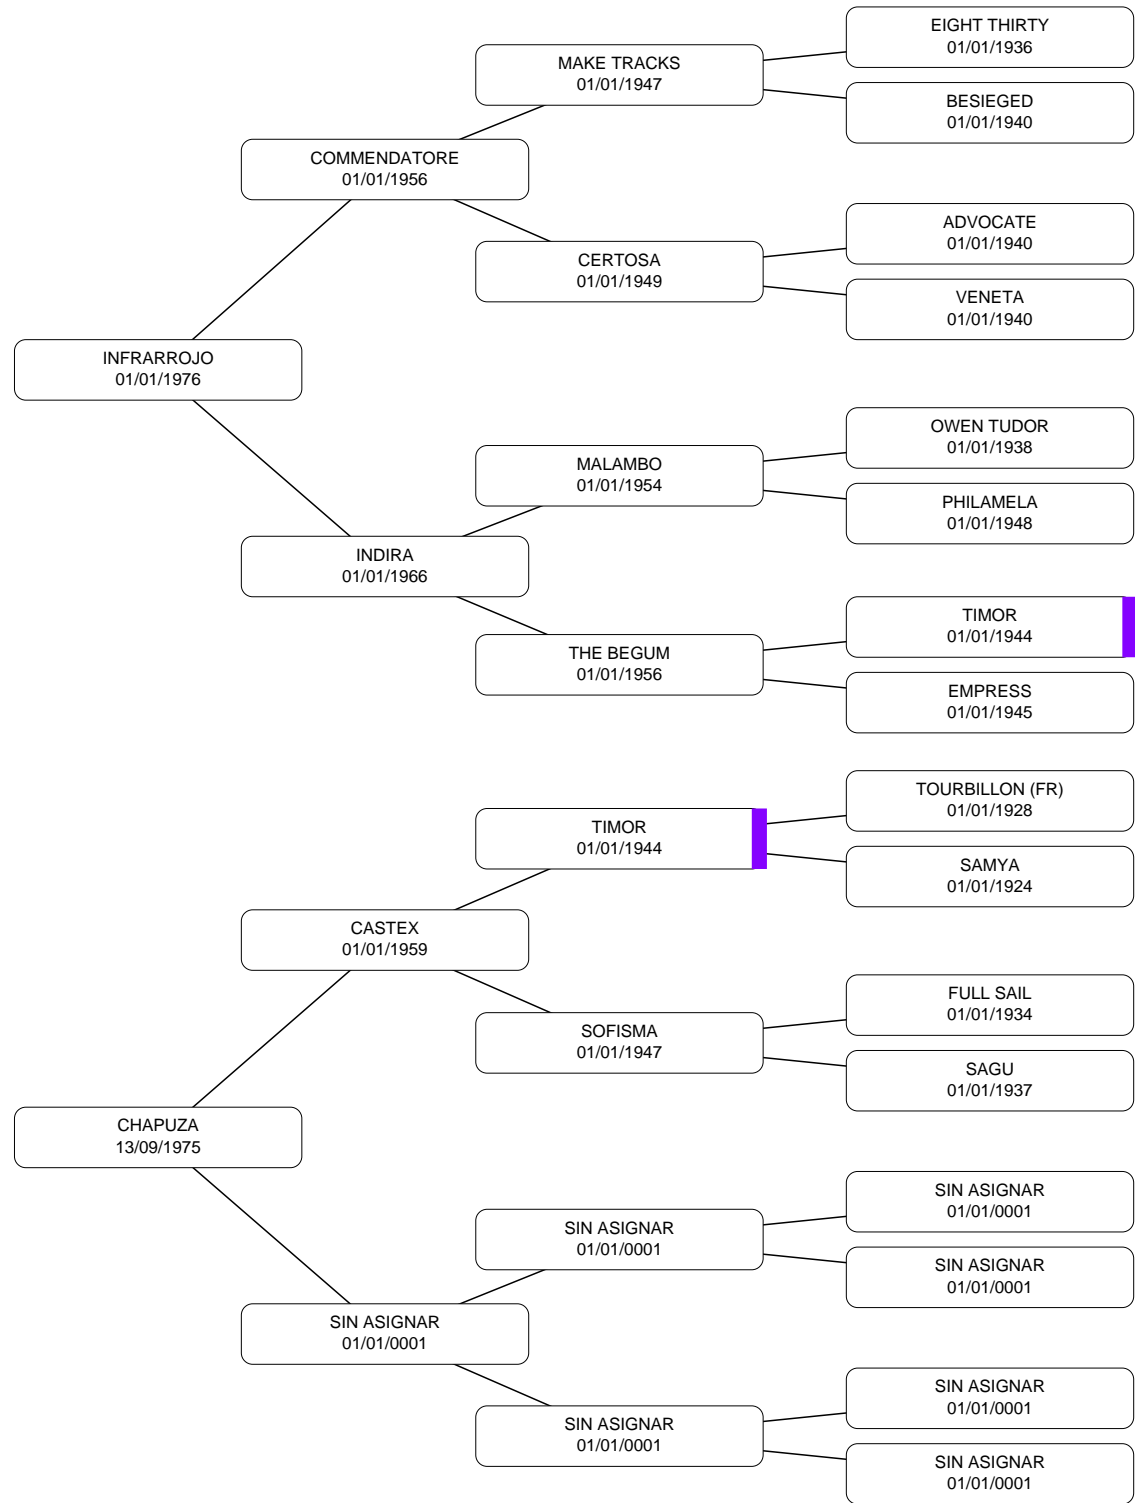 EIGHT THIRTY
01/01/1936
MAKE TRACKS
01/01/1947
BESIEGED
01/01/1940
COMMENDATORE
01/01/1956
ADVOCATE
01/01/1940
CERTOSA
01/01/1949
VENETA
01/01/1940
INFRARROJO
01/01/1976
OWEN TUDOR
01/01/1938
MALAMBO
01/01/1954
PHILAMELA
01/01/1948
INDIRA
01/01/1966
TIMOR
01/01/1944
THE BEGUM
01/01/1956
EMPRESS
01/01/1945
TOURBILLON (FR)
01/01/1928
TIMOR
01/01/1944
SAMYA
01/01/1924
CASTEX
01/01/1959
FULL SAIL
01/01/1934
SOFISMA
01/01/1947
SAGU
01/01/1937
CHAPUZA
13/09/1975
SIN ASIGNAR
01/01/0001
SIN ASIGNAR
01/01/0001
SIN ASIGNAR
01/01/0001
SIN ASIGNAR
01/01/0001
SIN ASIGNAR
01/01/0001
SIN ASIGNAR
01/01/0001
SIN ASIGNAR
01/01/0001